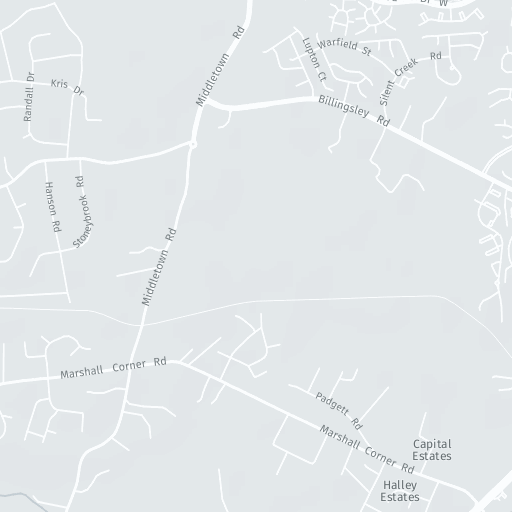 Dr W
Warfield St
Lupton Ct
Silent Creek Rd
Middletown Rd
Billingsley Rd
Kris Dr
Randall Dr
Hanson Rd
Stoneybrook Rd
Middletown Rd
Marshall Corner Rd
Padgett Rd
Marshall Corner Rd
Capital
Estates
Halley
Estates